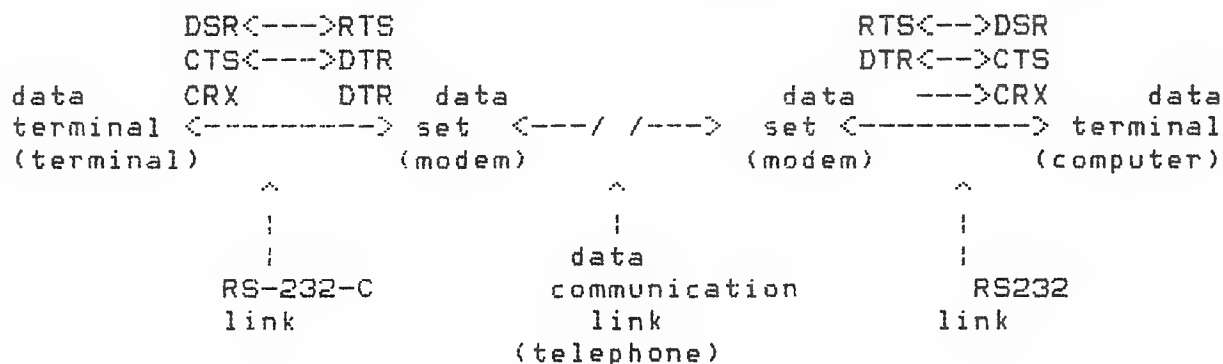 DSR<--->RTS RTS<-->DSR
CTS<--->DTR DTR<-->CTS
data CRX DTR data data --->CRX data
terminal <----------> set <---/ /---> set <---------> terminal
(terminal) (modem) (modem) (computer)
^ ^ ^
¦ ¦ ¦
¦ data ¦
RS-232-C communication RS232
link link link
(telephone)